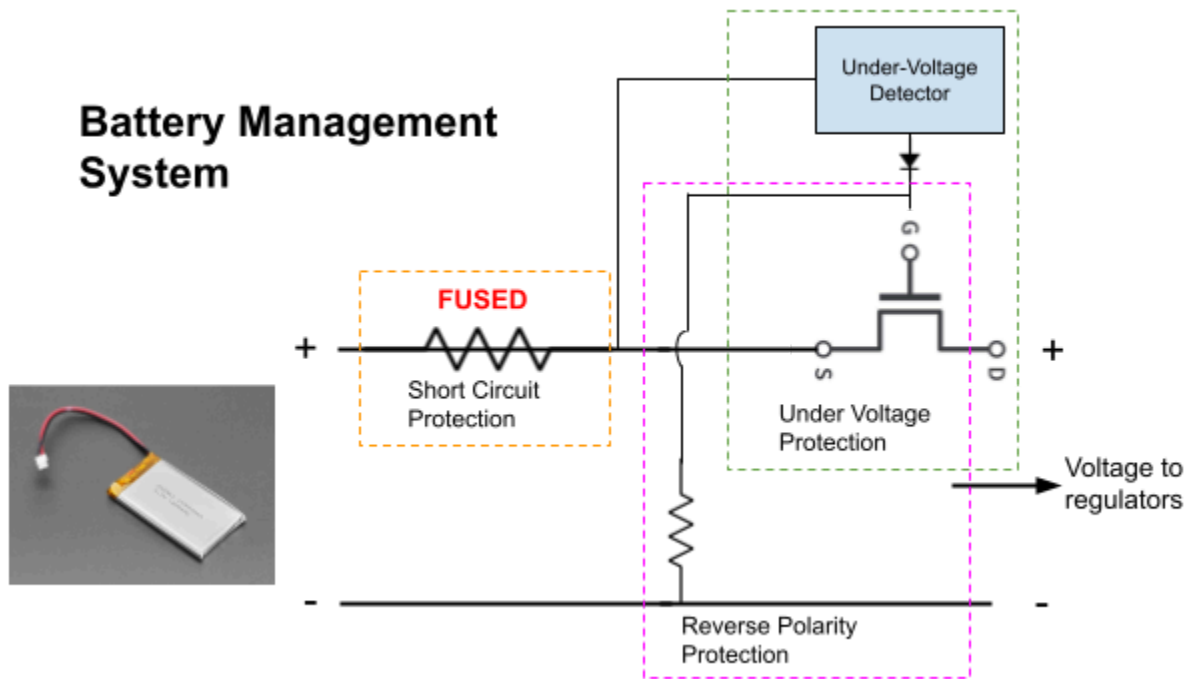 Battery Management
System
Under-Voltage
Detector
G
FUSED
+
+
S
D
Short Circuit
Protection
Under Voltage
Protection
Voltage to
regulators
-
-
Reverse Polarity
Protection